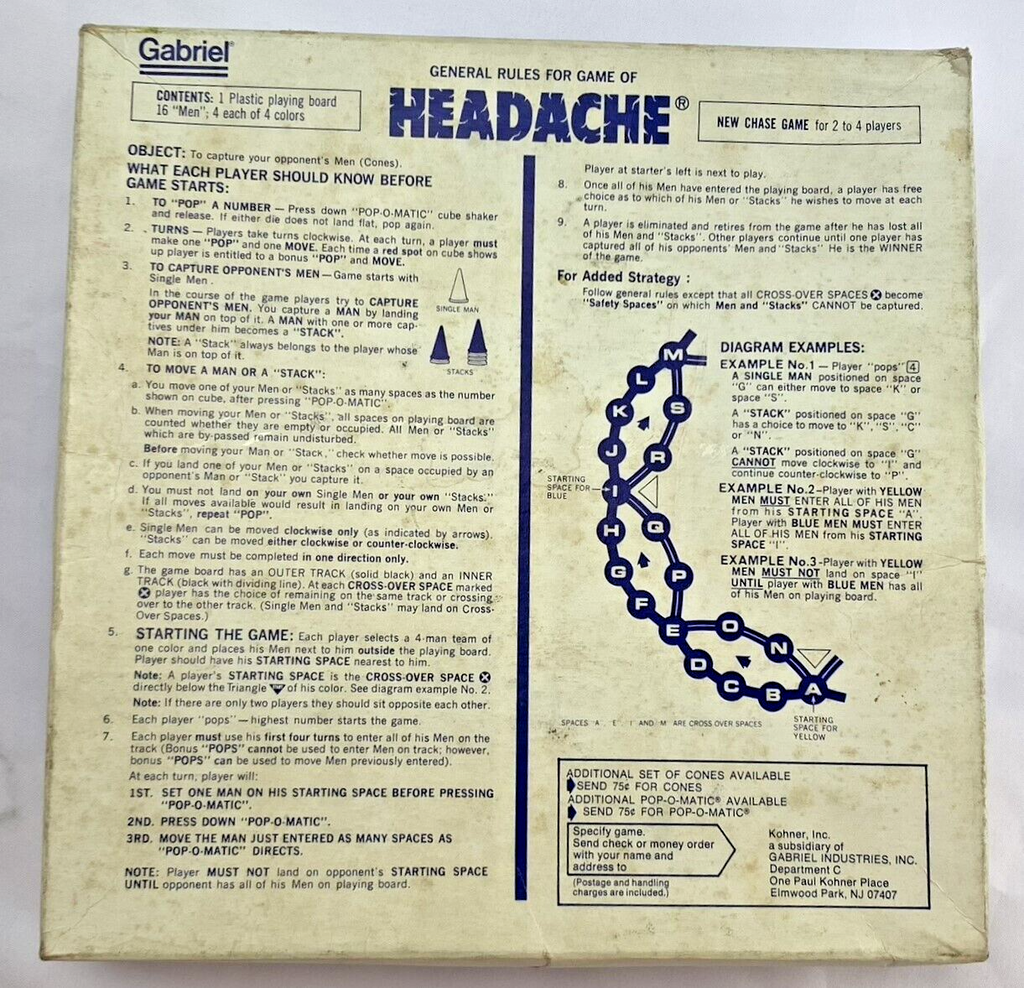 Gabriel®
GENERAL RULES FOR GAME OF
HEADACHE®
CONTENTS: 1 Plastic playing board
16 "Men"; 4 each of 4 colors
NEW CHASE GAME for 2 to 4 players
OBJECT: To capture your opponent's Men (Cones).
WHAT EACH PLAYER SHOULD KNOW BEFORE
GAME STARTS:
1. TO "POP" A NUMBER — Press down "POP-O-MATIC" cube shaker
and release. If either die does not land flat, pop again.
2. TURNS — Players take turns clockwise. At each turn, a player must
make one "POP" and one MOVE. Each time a red spot on cube shows
up player is entitled to a bonus "POP" and MOVE.
3. TO CAPTURE OPPONENT'S MEN — Game starts with
Single Men .
In the course of the game players try to CAPTURE
OPPONENT'S MEN. You capture a MAN by landing
your MAN on top of it. A MAN with one or more cap-
tives under him becomes a "STACK".
NOTE: A "Stack" always belongs to the player whose
Man is on top of it.
SINGLE MAN
STACKS
4. TO MOVE A MAN OR A "STACK":
a. You move one of your Men or "Stacks" as many spaces as the number
shown on cube, after pressing "POP-O-MATIC".
b. When moving your Men or "Stacks", all spaces on playing board are
counted whether they are empty or occupied. All Men or "Stacks"
which are by-passed remain undisturbed.
Before moving your Man or "Stack," check whether move is possible.
c. If you land one of your Men or "Stacks" on a space occupied by an
opponent's Man or "Stack" you capture it.
d. You must not land on your own Single Men or your own "Stacks."
If all moves available would result in landing on your own Men or
"Stacks", repeat "POP".
e. Single Men can be moved clockwise only (as indicated by arrows).
"Stacks" can be moved either clockwise or counter-clockwise.
f. Each move must be completed in one direction only.
g. The game board has an OUTER TRACK (solid black) and an INNER
TRACK (black with dividing line). At each CROSS-OVER SPACE marked
player has the choice of remaining on the same track or crossing
over to the other track. (Single Men and "Stacks" may land on Cross-
Over Spaces.)
5. STARTING THE GAME: Each player selects a 4-man team of
one color and places his Men next to him outside the playing board.
Player should have his STARTING SPACE nearest to him.
Note: A player's STARTING SPACE is the CROSS-OVER SPACE
directly below the Triangle of his color. See diagram example No. 2.
Note: If there are only two players they should sit opposite each other.
6. Each player "pops" — highest number starts the game.
7. Each player must use his first four turns to enter all of his Men on the
track (Bonus "POPS" cannot be used to enter Men on track; however,
bonus "POPS" can be used to move Men previously entered).
At each turn, player will:
1ST. SET ONE MAN ON HIS STARTING SPACE BEFORE PRESSING
"POP-O-MATIC".
2ND. PRESS DOWN "POP-O-MATIC".
3RD. MOVE THE MAN JUST ENTERED AS MANY SPACES AS
"POP-O-MATIC" DIRECTS.
NOTE: Player MUST NOT land on opponent's STARTING SPACE
UNTIL opponent has all of his Men on playing board.
Player at starter's left is next to play.
8. Once all of his Men have entered the playing board, a player has free
choice as to which of his Men or "Stacks" he wishes to move at each
turn.
9. A player is eliminated and retires from the game after he has lost all
of his Men and "Stacks". Other players continue until one player has
captured all of his opponents' Men and "Stacks" He is the WINNER
of the game.
For Added Strategy :
Follow general rules except that all CROSS-OVER SPACES become
"Safety Spaces" on which Men and "Stacks" CANNOT be captured.
M
L
S
K
J
R
STARTING
SPACE FOR
BLUE
I
H
Q
G
P
F
E
O
N
D
C
B
A
STARTING
SPACE FOR
YELLOW
SPACES A E I AND M ARE CROSS OVER SPACES
DIAGRAM EXAMPLES:
EXAMPLE No.1 — Player "pops" 4
A SINGLE MAN positioned on space
"G" can either move to space "K" or
space "S".
A "STACK" positioned on space "G"
has a choice to move to "K", "S", "C"
or "N".
A "STACK" positioned on space "G"
CANNOT move clockwise to "I" and
continue counter-clockwise to "P".
EXAMPLE No.2 –Player with YELLOW
MEN MUST ENTER ALL OF HIS MEN
from his STARTING SPACE "A".
Player with BLUE MEN MUST ENTER
ALL OF HIS MEN from his STARTING
SPACE "I".
EXAMPLE No.3 -Player with YELLOW
MEN MUST NOT land on space "I"
UNTIL player with BLUE MEN has all
of his Men on playing board.
ADDITIONAL SET OF CONES AVAILABLE
SEND 75¢ FOR CONES
ADDITIONAL POP-O-MATIC® AVAILABLE
SEND 75¢ FOR POP-O-MATIC®
Specify game.
Send check or money order
with your name and
address to
(Postage and handling
charges are included.)
Kohner, Inc.
a subsidiary of
GABRIEL INDUSTRIES, INC.
Department C
One Paul Kohner Place
Elmwood Park, NJ 07407